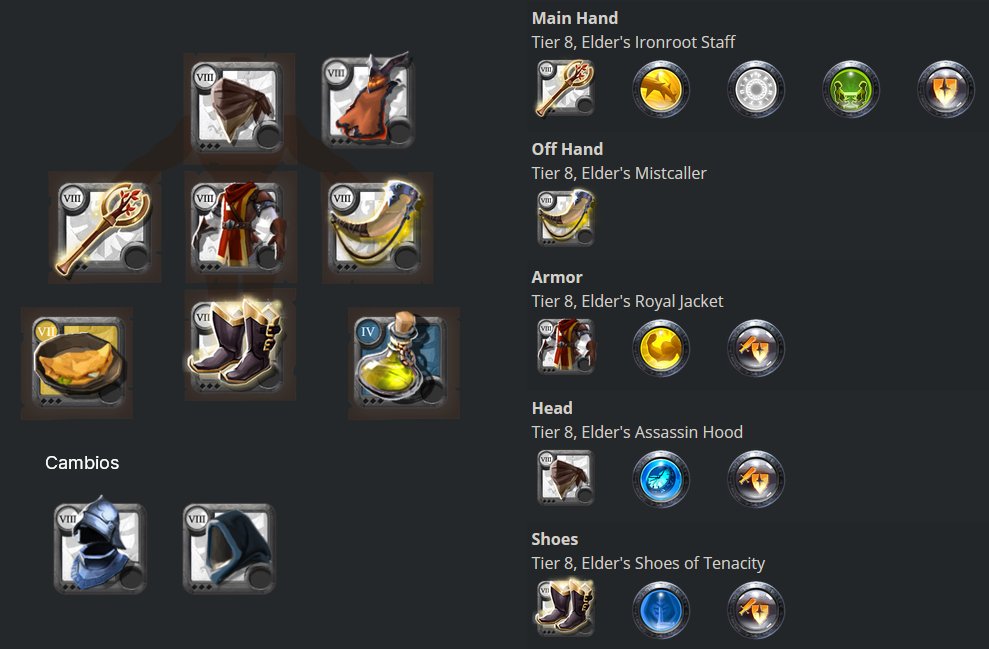 VIII
VIII
VIII
VIII
VIII
VII
VII
IV
Cambios
VIII
VIII
Main Hand
Tier 8, Elder's Ironroot Staff
VIII
Off Hand
Tier 8, Elder's Mistcaller
VIII
Armor
Tier 8, Elder's Royal Jacket
VIII
Head
Tier 8, Elder's Assassin Hood
VIII
Shoes
Tier 8, Elder's Shoes of Tenacity